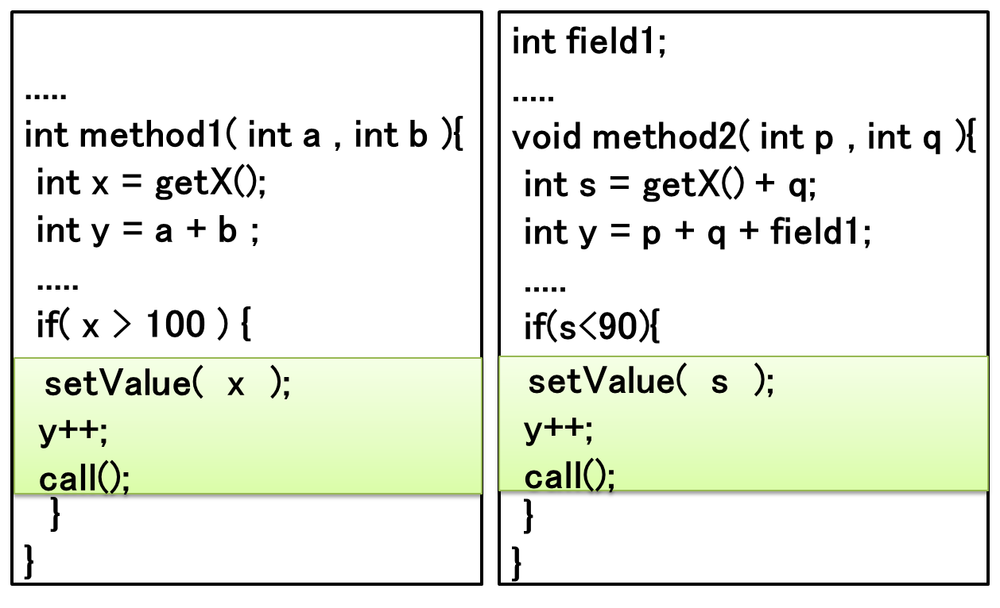 .....
int method1( int a , int b ){
int x = getX();
int y = a + b ;
.....
if( x > 100 ) {
setValue( x );
y++;
call();
}
}
int field1;
.....
void method2( int p , int q ){
int s = getX() + q;
int y = p + q + field1;
.....
if(s<90){
setValue( s );
y++;
call();
}
}